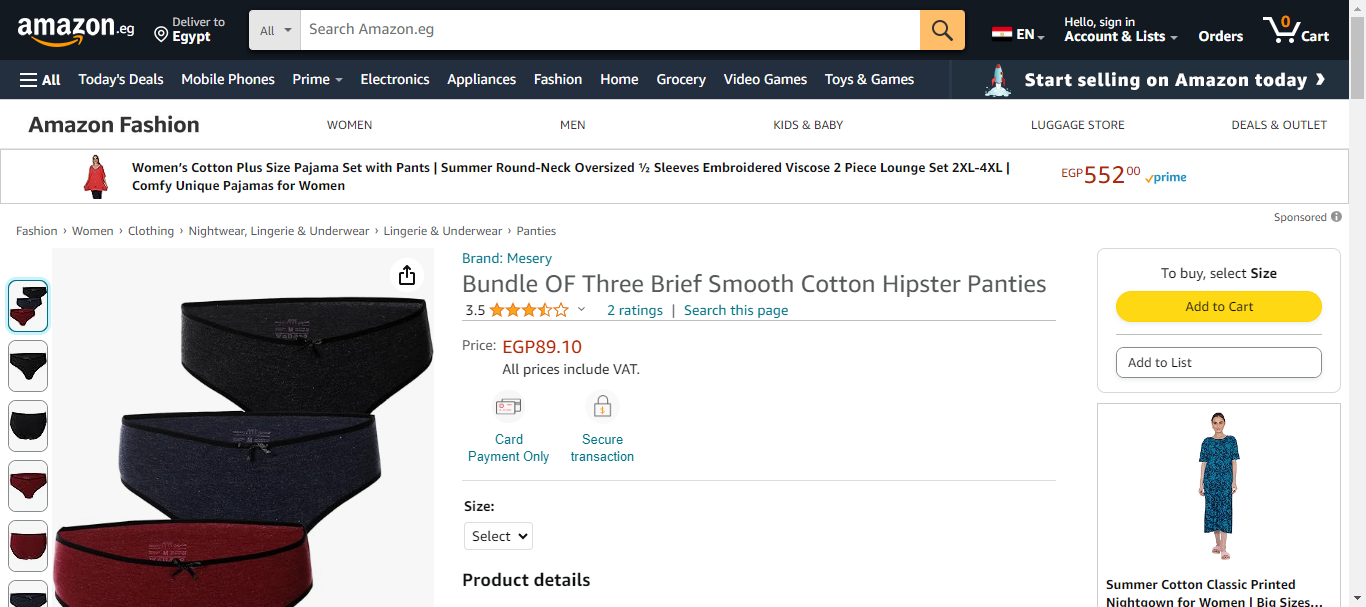 amazon.eg
Deliver to
Egypt
All
Search Amazon.eg
EN
Hello, sign in
Account & Lists
Orders
0
Cart
All
Today's Deals
Mobile Phones
Prime
Electronics
Appliances
Fashion
Home
Grocery
Video Games
Toys & Games
Start selling on Amazon today
Amazon Fashion
WOMEN
MEN
KIDS & BABY
LUGGAGE STORE
DEALS & OUTLET
Women's Cotton Plus Size Pajama Set with Pants | Summer Round-Neck Oversized ½ Sleeves Embroidered Viscose 2 Piece Lounge Set 2XL-4XL |
Comfy Unique Pajamas for Women
EGP552⁰⁰ prime
Sponsored
Fashion › Women › Clothing › Nightwear, Lingerie & Underwear › Lingerie & Underwear › Panties
Brand: Mesery
Bundle OF Three Brief Smooth Cotton Hipster Panties
3.5
2 ratings | Search this page
Price: EGP89.10
All prices include VAT.
Card
Payment Only
Secure
transaction
Size:
Select
Product details
To buy, select Size
Add to Cart
Add to List
Summer Cotton Classic Printed
Nightgown for Women | Big Sizes...